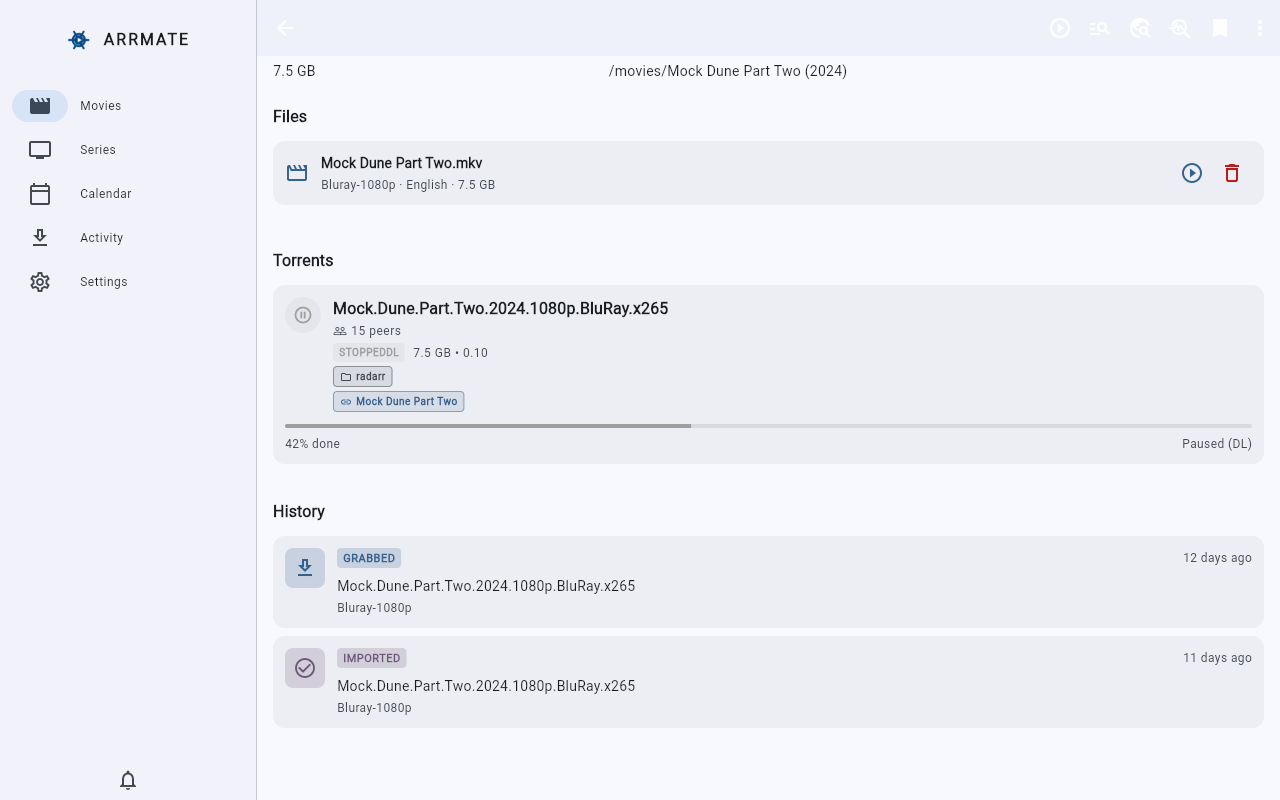 ARRMATE
Movies
Series
Calendar
Activity
Settings
7.5 GB
/movies/Mock Dune Part Two (2024)
Files
Mock Dune Part Two.mkv
Bluray-1080p · English · 7.5 GB
Torrents
Mock.Dune.Part.Two.2024.1080p.BluRay.x265
15 peers
STOPPEDDL 7.5 GB • 0.10
radarr
Mock Dune Part Two
42% done
Paused (DL)
History
GRABBED
12 days ago
Mock.Dune.Part.Two.2024.1080p.BluRay.x265
Bluray-1080p
IMPORTED
11 days ago
Mock.Dune.Part.Two.2024.1080p.BluRay.x265
Bluray-1080p